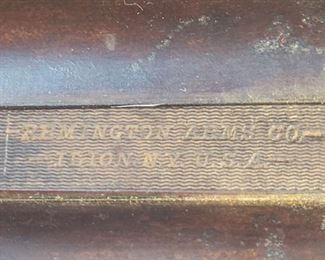 REMINGTON ARMS CO.
ILION N.Y. U.S.A.